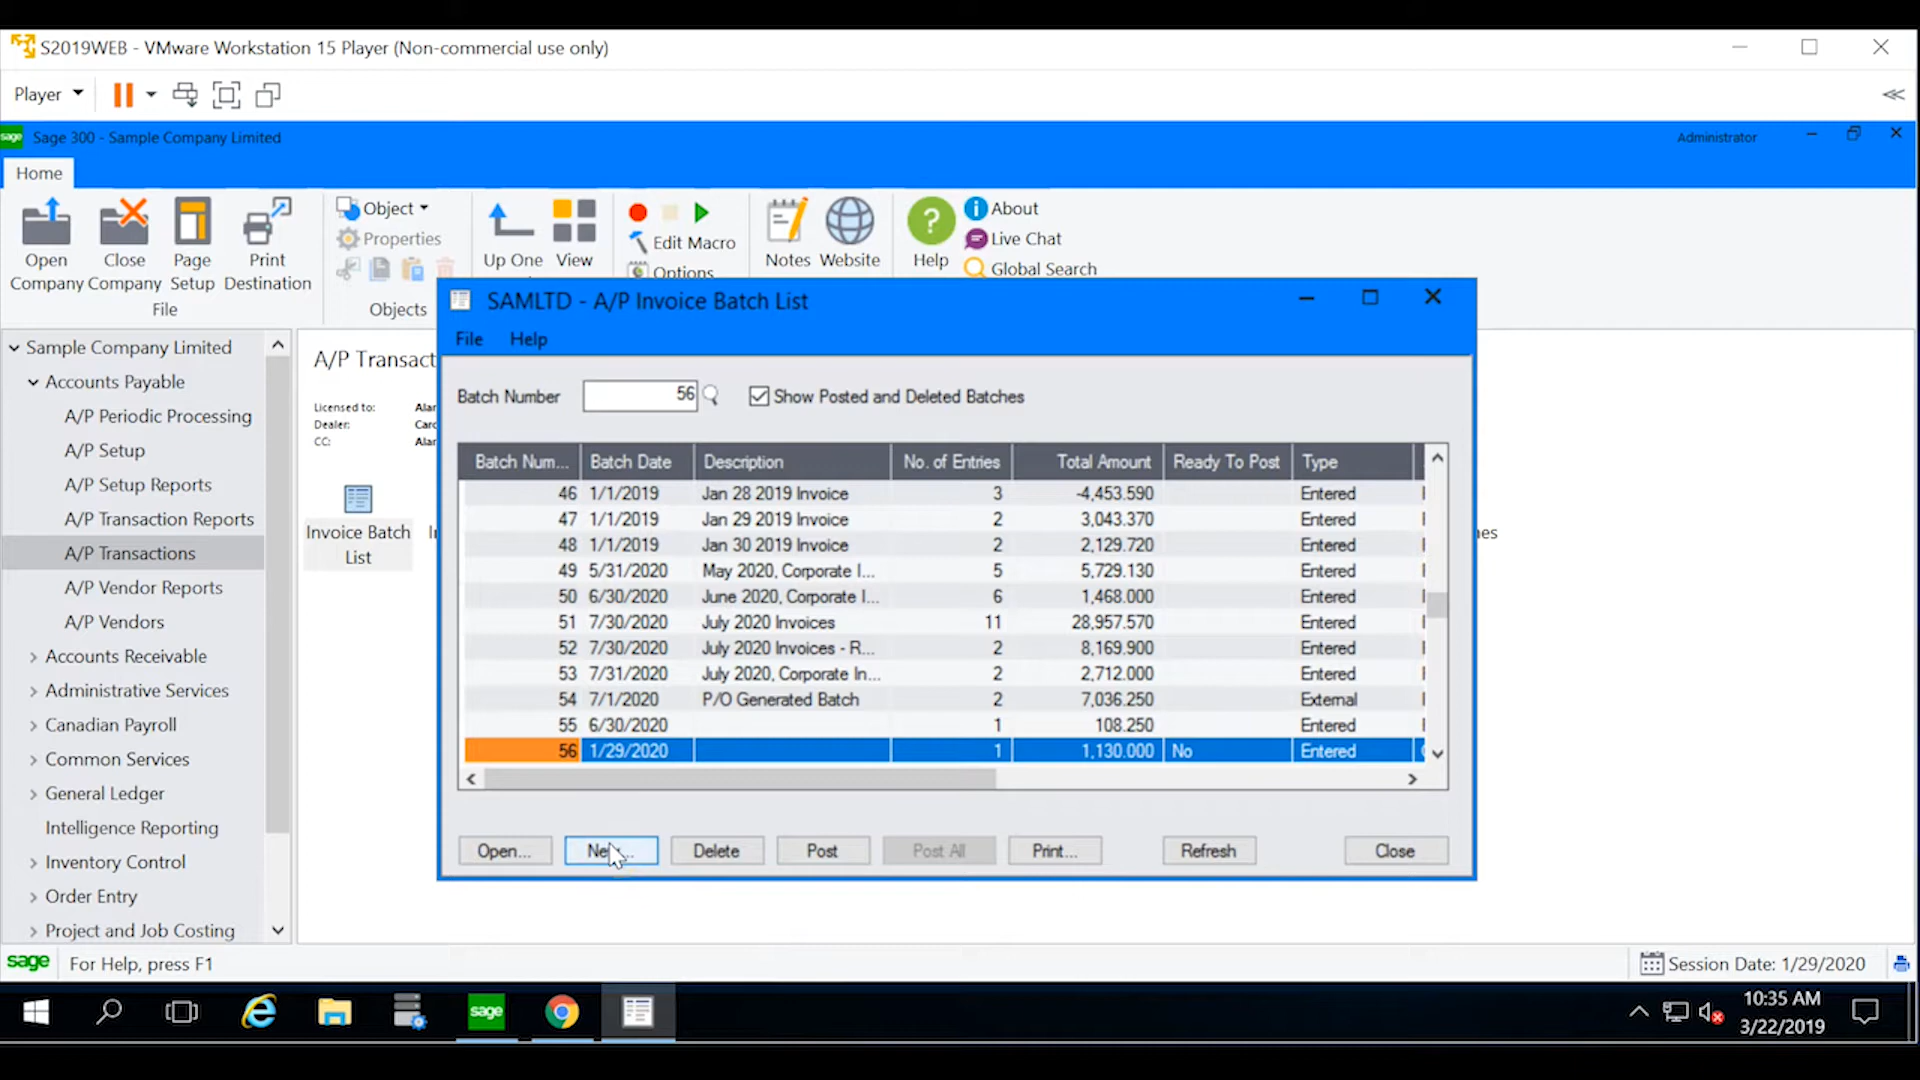 S2019WEB - VMware Workstation 15 Player (Non-commercial use only)
Player
sage
Sage 300 - Sample Company Limited
Administrator
Home
Open Company
Close Company
Page Setup
Print Destination
File
Object
Properties
Objects
Up One
View
Edit Macro
Options
Notes
Website
Help
About
Live Chat
Global Search
Sample Company Limited
Accounts Payable
A/P Periodic Processing
A/P Setup
A/P Setup Reports
A/P Transaction Reports
A/P Transactions
A/P Vendor Reports
A/P Vendors
Accounts Receivable
Administrative Services
Canadian Payroll
Common Services
General Ledger
Intelligence Reporting
Inventory Control
Order Entry
Project and Job Costing
A/P Transact
Licensed to: Alar
Dealer: Card
CC: Alar
Invoice Batch
List
SAMLTD - A/P Invoice Batch List
File Help
Batch Number 56 Show Posted and Deleted Batches
Batch Num... Batch Date Description No. of Entries Total Amount Ready To Post Type
46 1/1/2019 Jan 28 2019 Invoice 3 -4,453.590 Entered
47 1/1/2019 Jan 29 2019 Invoice 2 3,043.370 Entered
48 1/1/2019 Jan 30 2019 Invoice 2 2,129.720 Entered
49 5/31/2020 May 2020, Corporate I... 5 5,729.130 Entered
50 6/30/2020 June 2020, Corporate I... 6 1,468.000 Entered
51 7/30/2020 July 2020 Invoices 11 28,957.570 Entered
52 7/30/2020 July 2020 Invoices - R... 2 8,169.900 Entered
53 7/31/2020 July 2020, Corporate In... 2 2,712.000 Entered
54 7/1/2020 P/O Generated Batch 2 7,036.250 External
55 6/30/2020 1 108.250 Entered
56 1/29/2020 1 1,130.000 No Entered
Open... New... Delete Post Post All Print... Refresh Close
nes
sage For Help, press F1
Session Date: 1/29/2020
sage
10:35 AM
3/22/2019